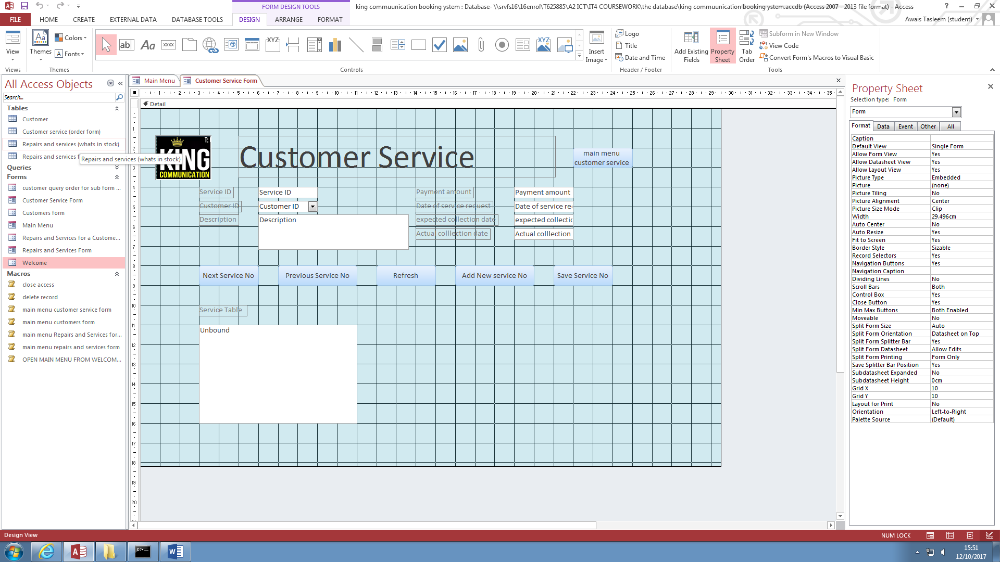 FORM DESIGN TOOLS
king commuunication booking ystem : Database- \\srvfs16\16enrol\T625885\A2 ICT\IT4 COURSEWORK\the database\king commuunication booking ystem.accdb (Access 2007 - 2013 file format) - Access
FILE HOME CREATE EXTERNAL DATA DATABASE TOOLS DESIGN ARRANGE FORMAT
Awais Tasleem (student)
View
Views
Themes
Colors
Fonts
Themes
ab|
Aa
xxxx
XYZ
XYZ
Controls
Insert Image
Logo
Title
Date and Time
Header / Footer
Add Existing Fields
Property Sheet
Tab Order
Subform in New Window
View Code
Convert Form's Macros to Visual Basic
Tools
All Access Objects
Search...
Tables
Customer
Customer service (order form)
Repairs and services (whats in stock)
Repairs and services f
Repairs and services (whats in stock)
Queries
Forms
customer query order for sub form ...
Customer Service Form
Customers form
Main Menu
Repairs and Services for a Custome...
Repairs and Services Form
Welcome
Macros
close access
delete record
main menu customer service form
main menu customers form
main menu Repairs and Services for...
main menu repairs and services form
OPEN MAIN MENU FROM WELCOM...
Main Menu
Customer Service Form
1 2 3 4 5 6 7 8 9 10 11 12 13 14 15 16 17 18 19 20 21 22 23 24 25 26 27 28 29 30 31 32 33 34 35
Detail
1
2
3
4
5
6
7
8
9
10
11
12
13
14
15
16
17
18
19
20
T:
KING
COMMUNICATION
Customer Service
main menu
customer service
Service ID
Service ID
Payment amount
Payment amount
Customer ID
Customer ID
Date of service request
Date of service re
Description
Description
expected collection date
expected collectic
Actual colllection date
Actual colllection
Next Service No
Previous Service No
Refresh
Add New service No
Save Service No
Service Table
Unbound
Property Sheet
Selection type: Form
Form
Format Data Event Other All
Caption
Default View Single Form
Allow Form View Yes
Allow Datasheet View Yes
Allow Layout View Yes
Picture Type Embedded
Picture (none)
Picture Tiling No
Picture Alignment Center
Picture Size Mode Clip
Width 29.496cm
Auto Center No
Auto Resize Yes
Fit to Screen Yes
Border Style Sizable
Record Selectors Yes
Navigation Buttons Yes
Navigation Caption
Dividing Lines No
Scroll Bars Both
Control Box Yes
Close Button Yes
Min Max Buttons Both Enabled
Moveable No
Split Form Size Auto
Split Form Orientation Datasheet on Top
Split Form Splitter Bar Yes
Split Form Datasheet Allow Edits
Split Form Printing Form Only
Save Splitter Bar Position Yes
Subdatasheet Expanded No
Subdatasheet Height 0cm
Grid X 10
Grid Y 10
Layout for Print No
Orientation Left-to-Right
Palette Source (Default)
Design View
NUM LOCK
15:51
12/10/2017